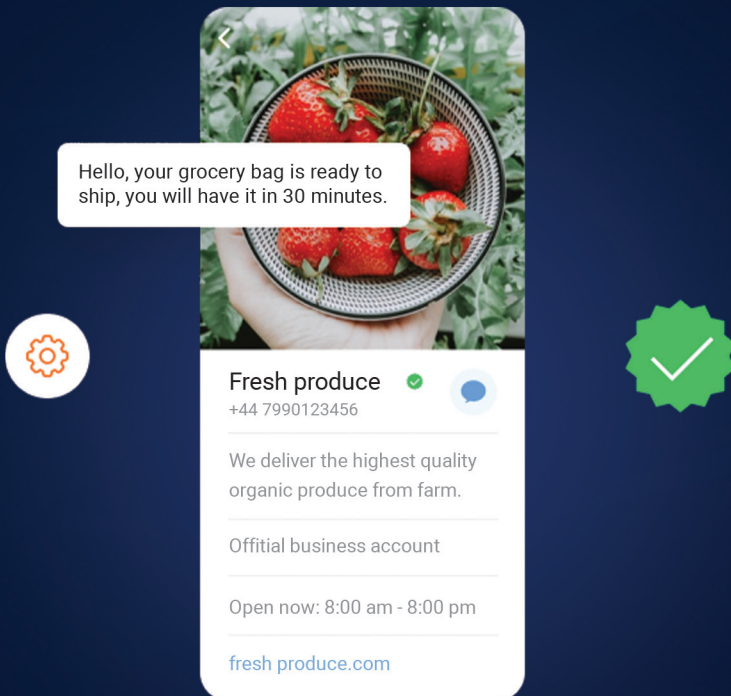 Hello, your grocery bag is ready to
ship, you will have it in 30 minutes.
Fresh produce
+44 7990123456
We deliver the highest quality
organic produce from farm.
Offitial business account
Open now: 8:00 am - 8:00 pm
fresh produce.com